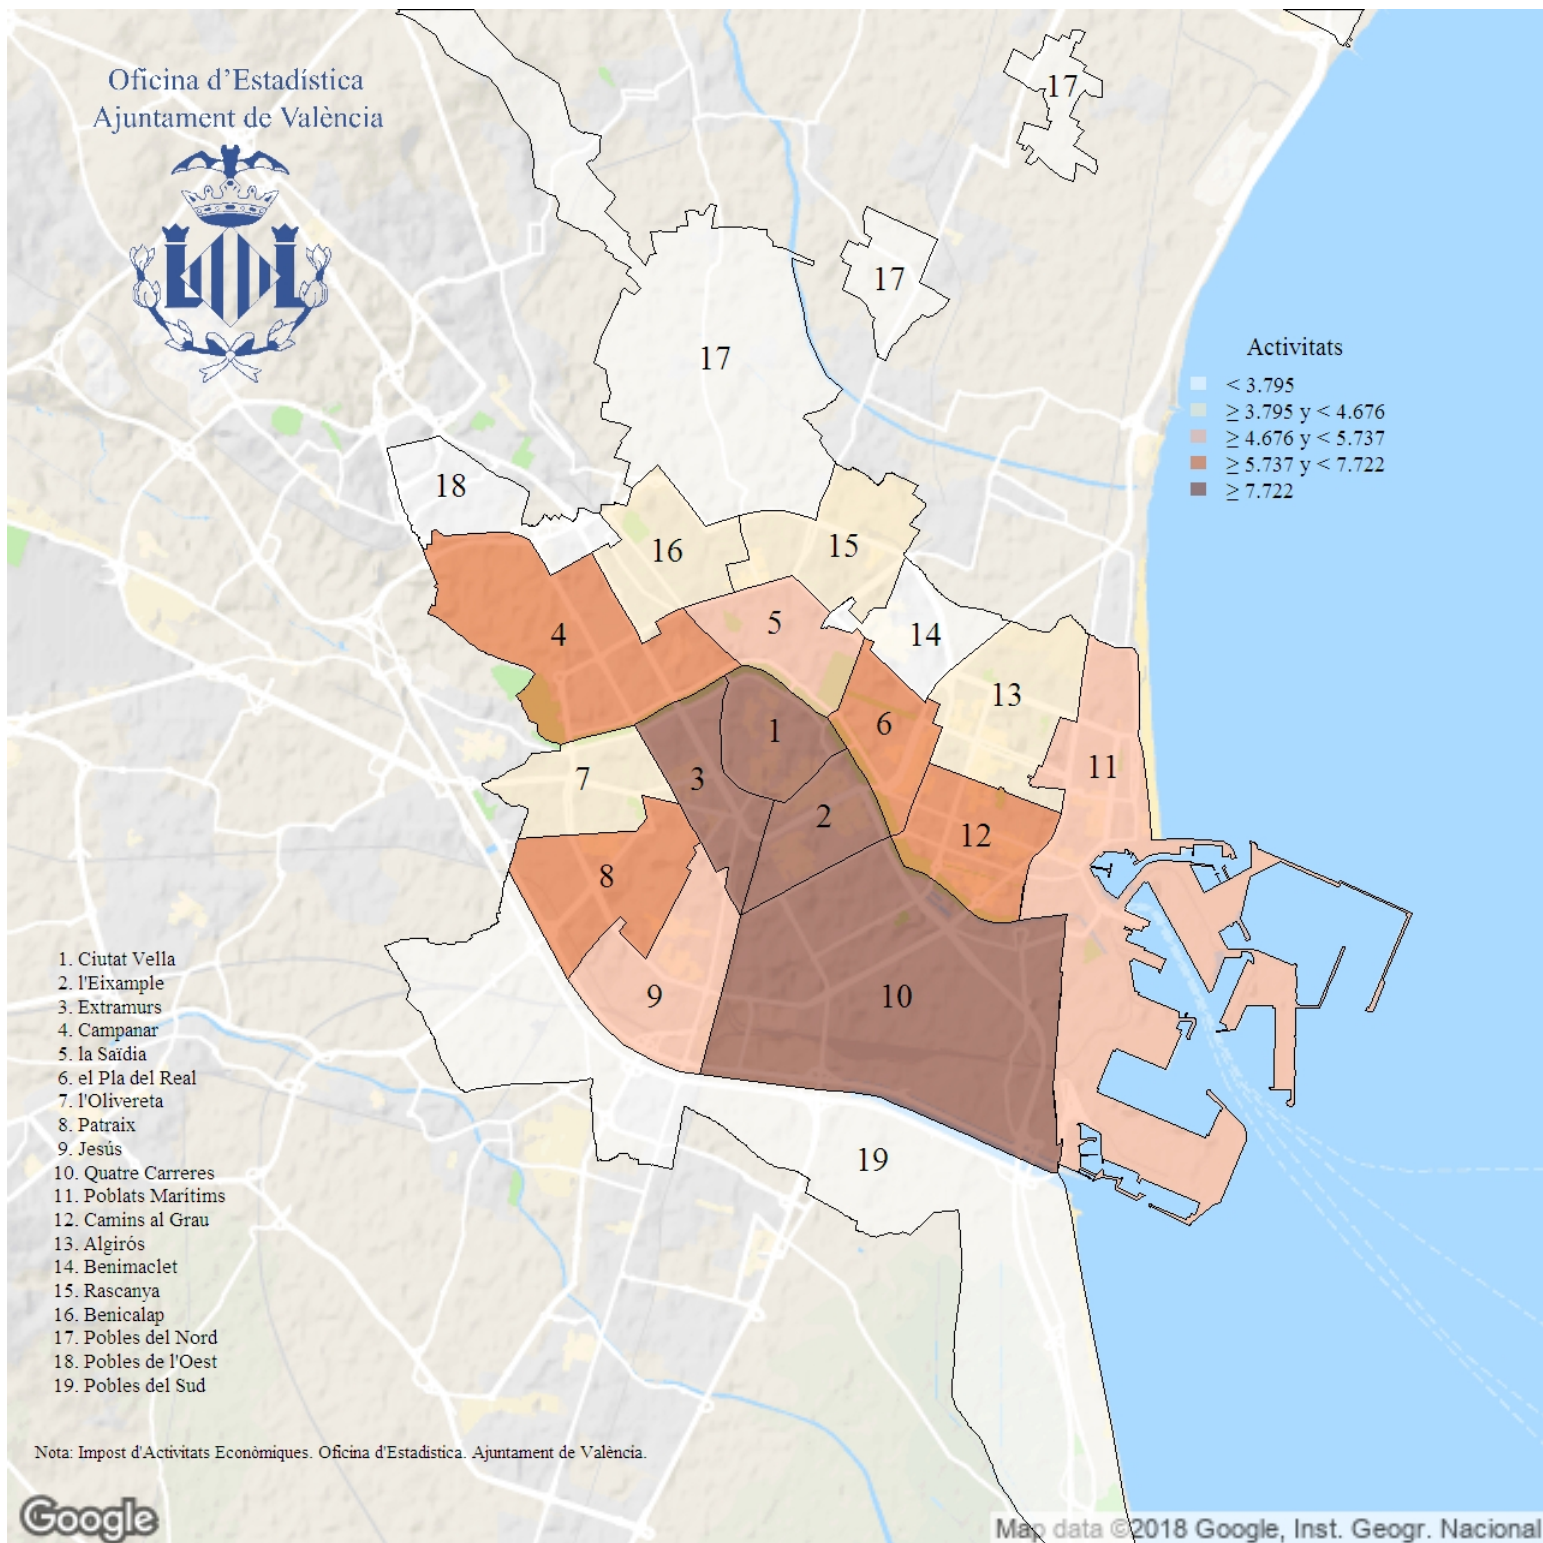 Oficina d'Estadística
Ajuntament de València
17
17
17
18
16
15
5
14
4
13
6
1
11
7
3
2
12
8
9
10
19
Activitats
< 3.795
≥ 3.795 y < 4.676
≥ 4.676 y < 5.737
≥ 5.737 y < 7.722
≥ 7.722
1. Ciutat Vella
2. l'Eixample
3. Extramurs
4. Campanar
5. la Saïdia
6. el Pla del Real
7. l'Olivereta
8. Patraix
9. Jesús
10. Quatre Carreres
11. Poblats Marítims
12. Camins al Grau
13. Algirós
14. Benimaclet
15. Rascanya
16. Benicalap
17. Pobles del Nord
18. Pobles de l'Oest
19. Pobles del Sud
Nota: Impost d'Activitats Econòmiques. Oficina d'Estadística. Ajuntament de València.
Google
Map data ©2018 Google, Inst. Geogr. Nacional